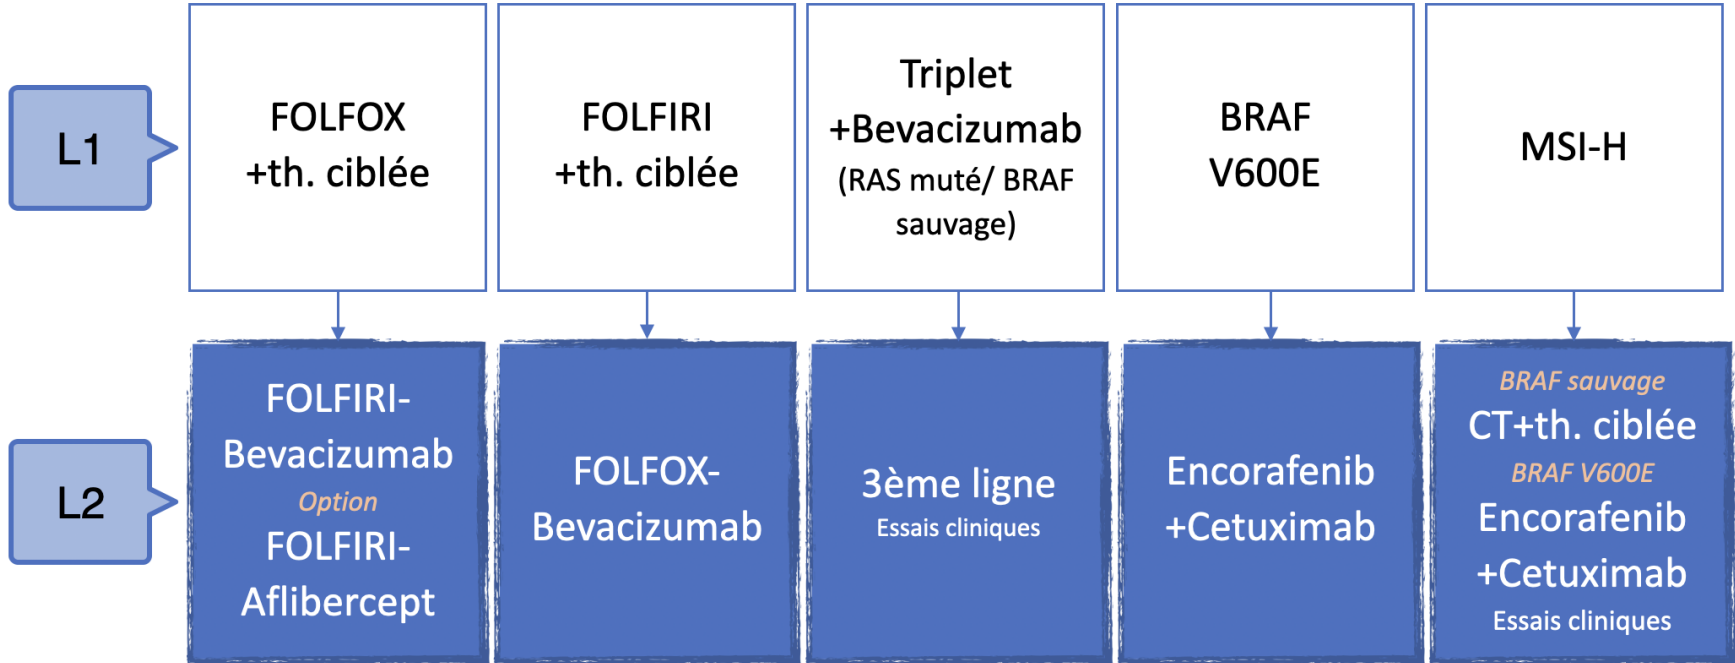 L1
FOLFOX
+th. ciblée
FOLFIRI
+th. ciblée
Triplet
+Bevacizumab
(RAS muté/ BRAF
sauvage)
BRAF
V600E
MSI-H
L2
FOLFIRI-
Bevacizumab
Option
FOLFIRI-
Aflibercept
FOLFOX-
Bevacizumab
3ème ligne
Essais cliniques
Encorafenib
+Cetuximab
BRAF sauvage
CT+th. ciblée
BRAF V600E
Encorafenib
+Cetuximab
Essais cliniques